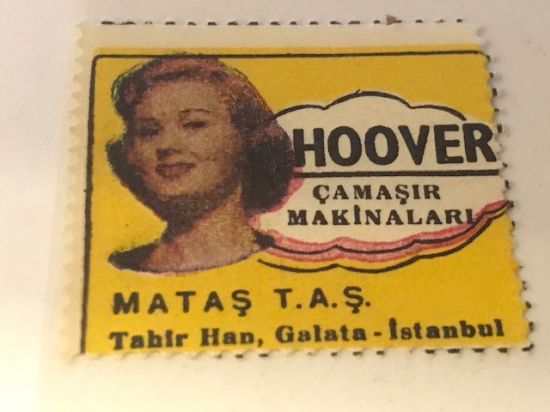 HOOVER
ÇAMAŞIR
MAKİNALARI
MATAŞ T.A.Ş.
Tahir Han, Galata - İstanbul